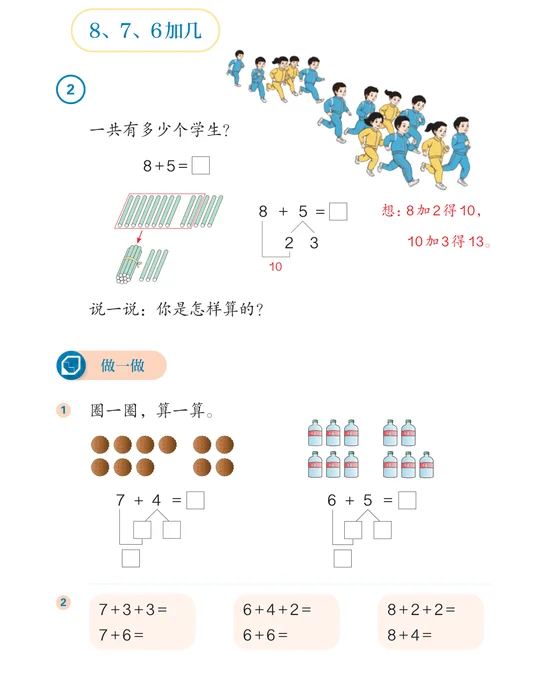 8、7、6加几
2
一共有多少个学生?
8+5=□
8 + 5 =□
2 3
10
想:8加2得10,
10加3得13。
说一说:你是怎样算的?
做一做
1 圈一圈,算一算。
7 + 4 =□
6 + 5 =□
2
7+3+3=
7+6=
6+4+2=
6+6=
8+2+2=
8+4=